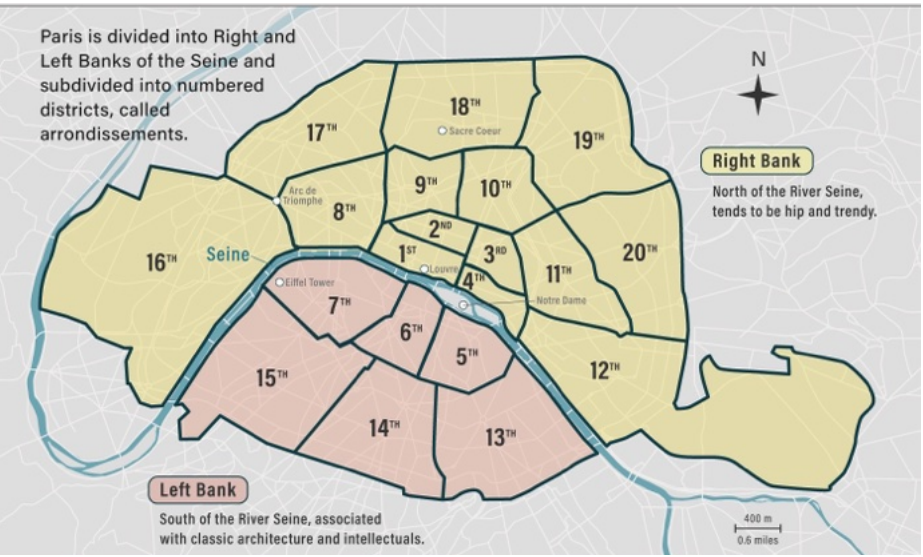 Paris is divided into Right and
Left Banks of the Seine and
subdivided into numbered
districts, called
arrondissements.
N
18TH
Sacre Coeur
17TH
19TH
Right Bank
North of the River Seine,
tends to be hip and trendy.
9TH
10TH
Arc de
Triomphe
8TH
2ND
1ST
3RD
20TH
Seine
16TH
Louvre
4TH
11TH
Eiffel Tower
Notre Dame
7TH
6TH
5TH
12TH
15TH
14TH
13TH
Left Bank
South of the River Seine, associated
with classic architecture and intellectuals.
400 m
0.6 miles